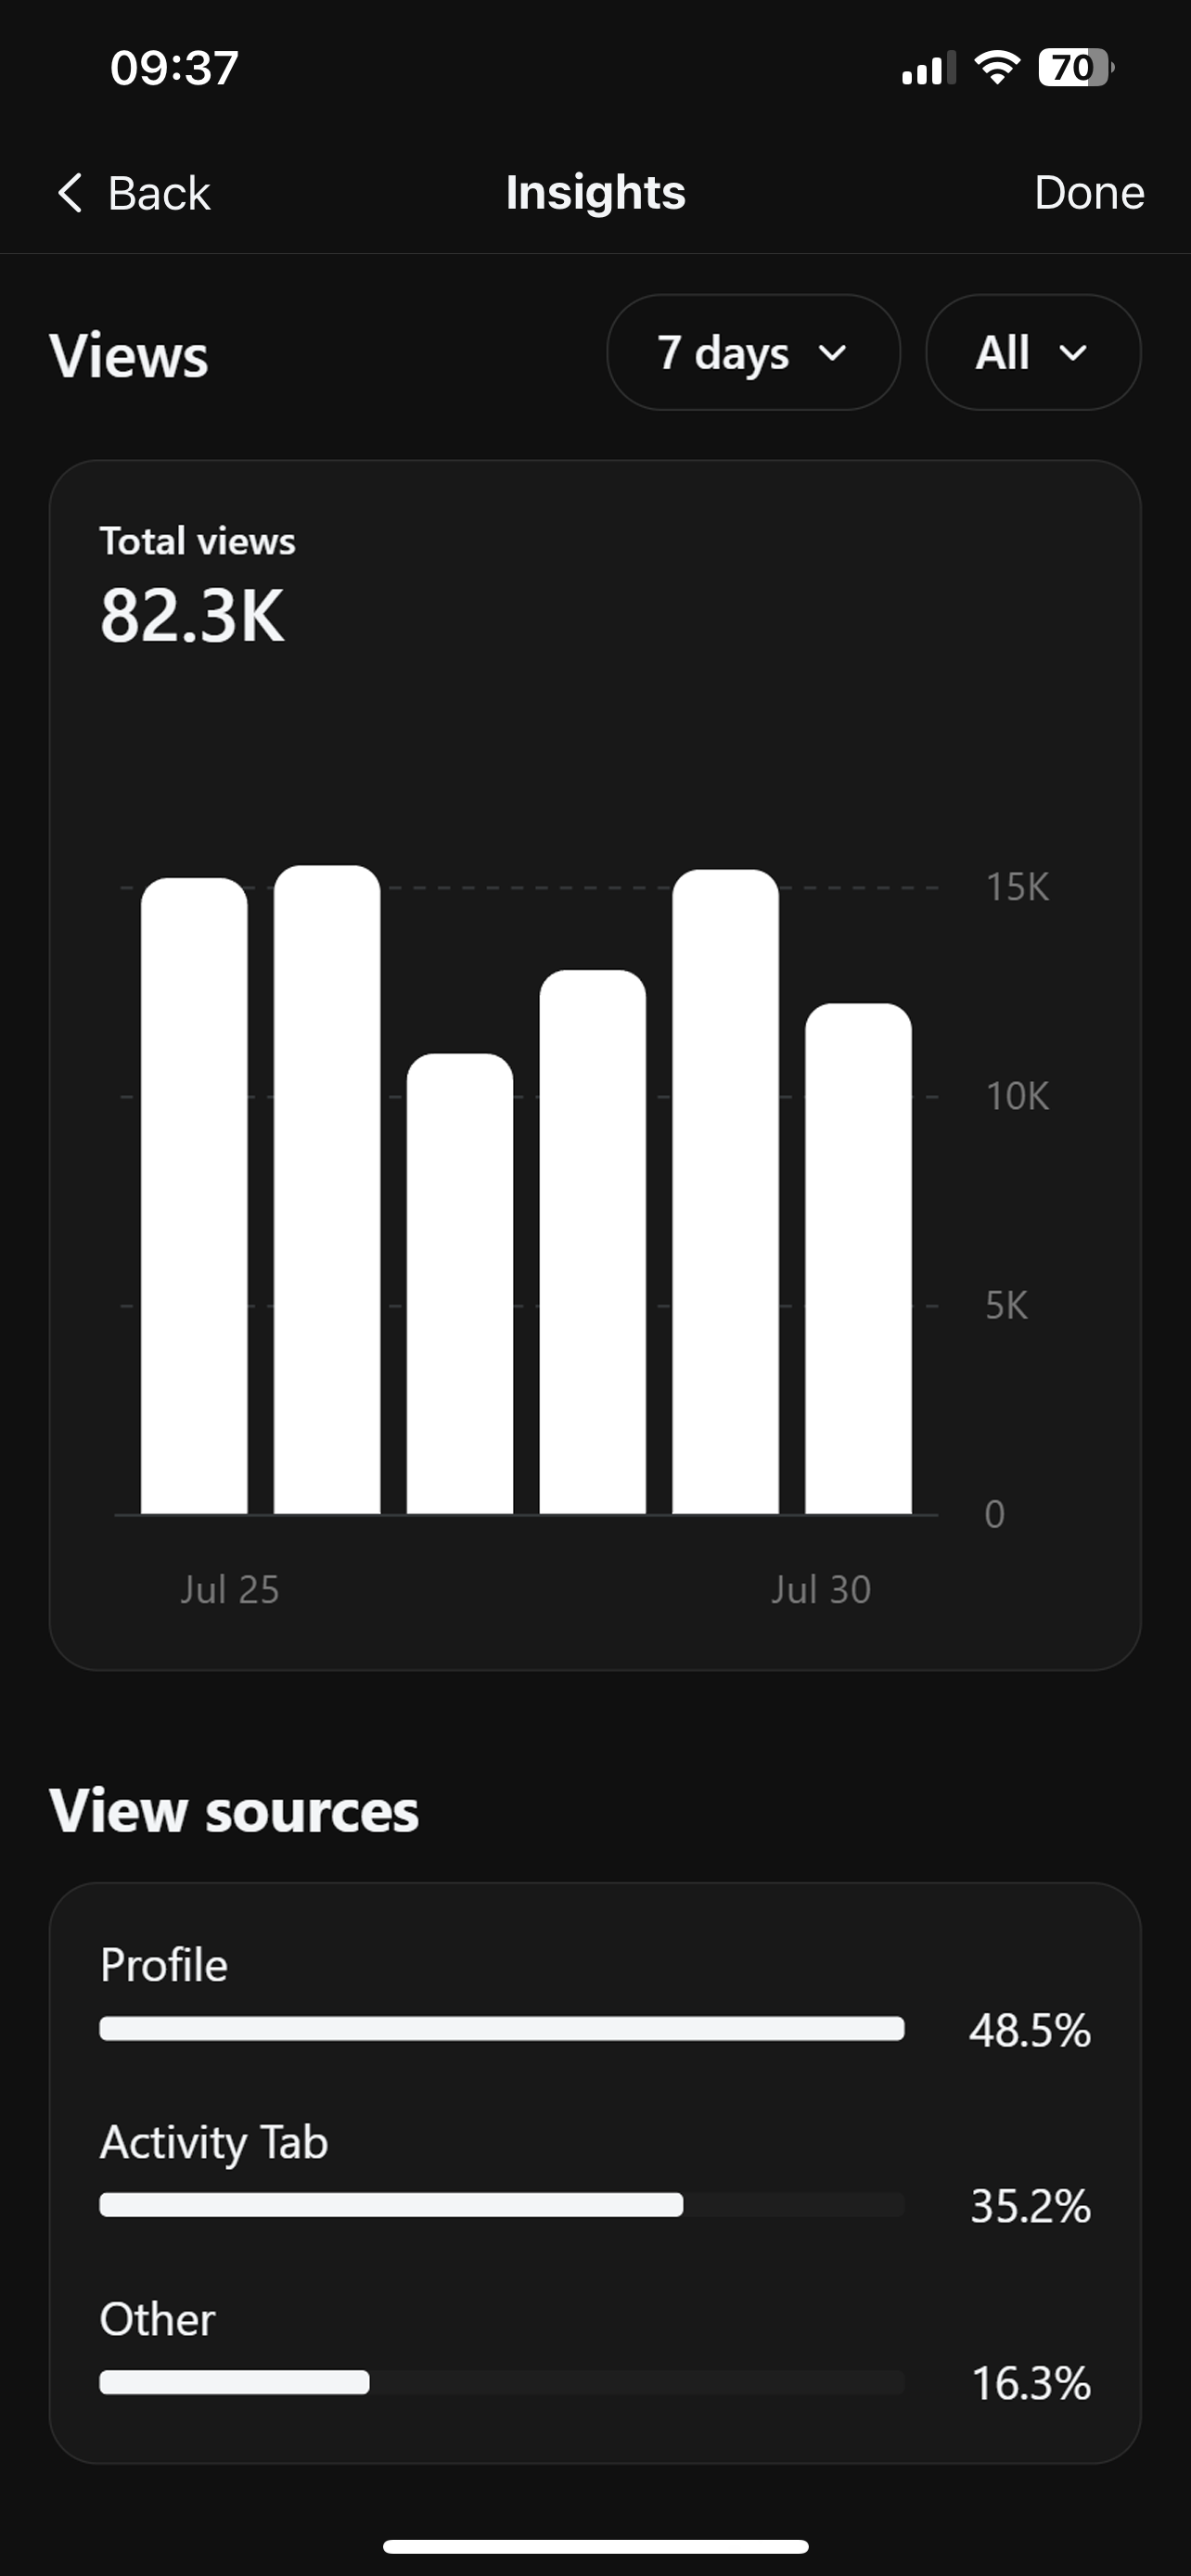 09:37
70
Back
Insights
Done
Views
7 days
All
Total views
82.3K
15K
10K
5K
0
Jul 25
Jul 30
View sources
Profile
48.5%
Activity Tab
35.2%
Other
16.3%